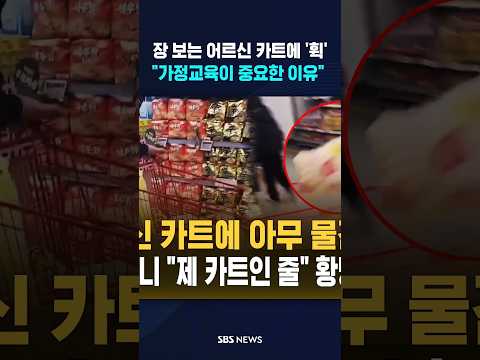 장 보는 어르신 카트에 '휙'
"가정교육이 중요한 이유"
신 카트에 아무 물
니 "제 카트인 줄" 황
SBS NEWS